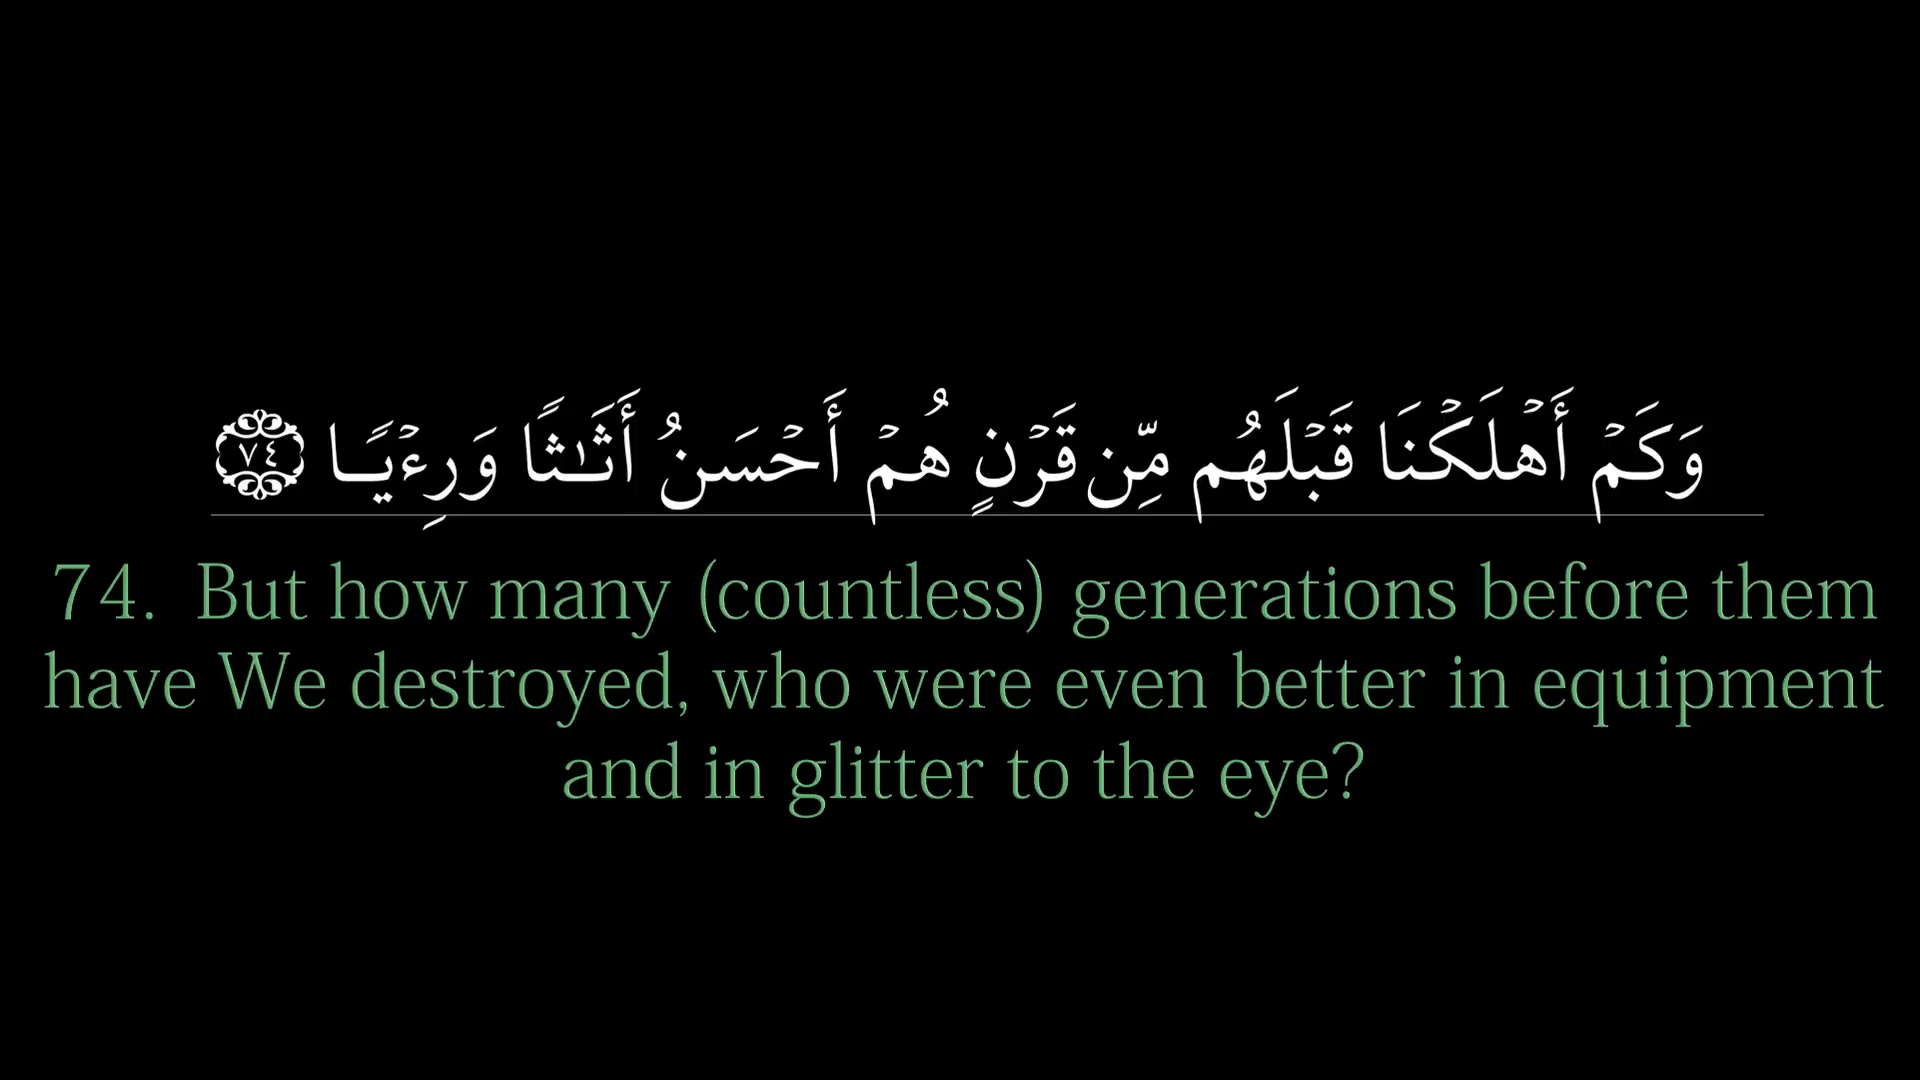 وَكَمْ أَهْلَكْنَا قَبْلَهُم مِّن قَرْنٍ هُمْ أَحْسَنُ أَثَـٰثًا وَرِءْيًـا ٧٤
74. But how many (countless) generations before them
have We destroyed, who were even better in equipment
and in glitter to the eye?